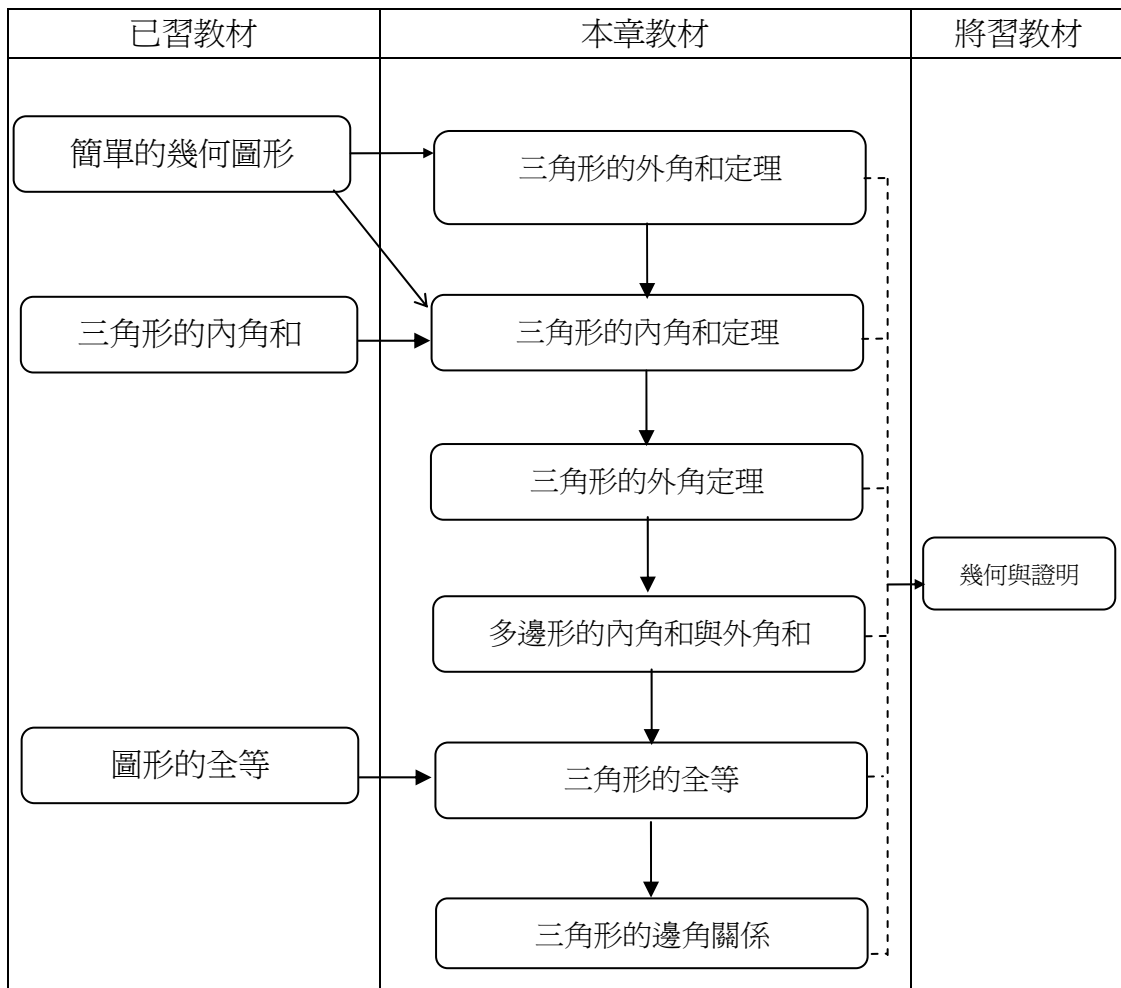 已習教材
本章教材
將習教材
簡單的幾何圖形
三角形的外角和定理
三角形的內角和
三角形的內角和定理
三角形的外角定理
幾何與證明
多邊形的內角和與外角和
圖形的全等
三角形的全等
三角形的邊角關係